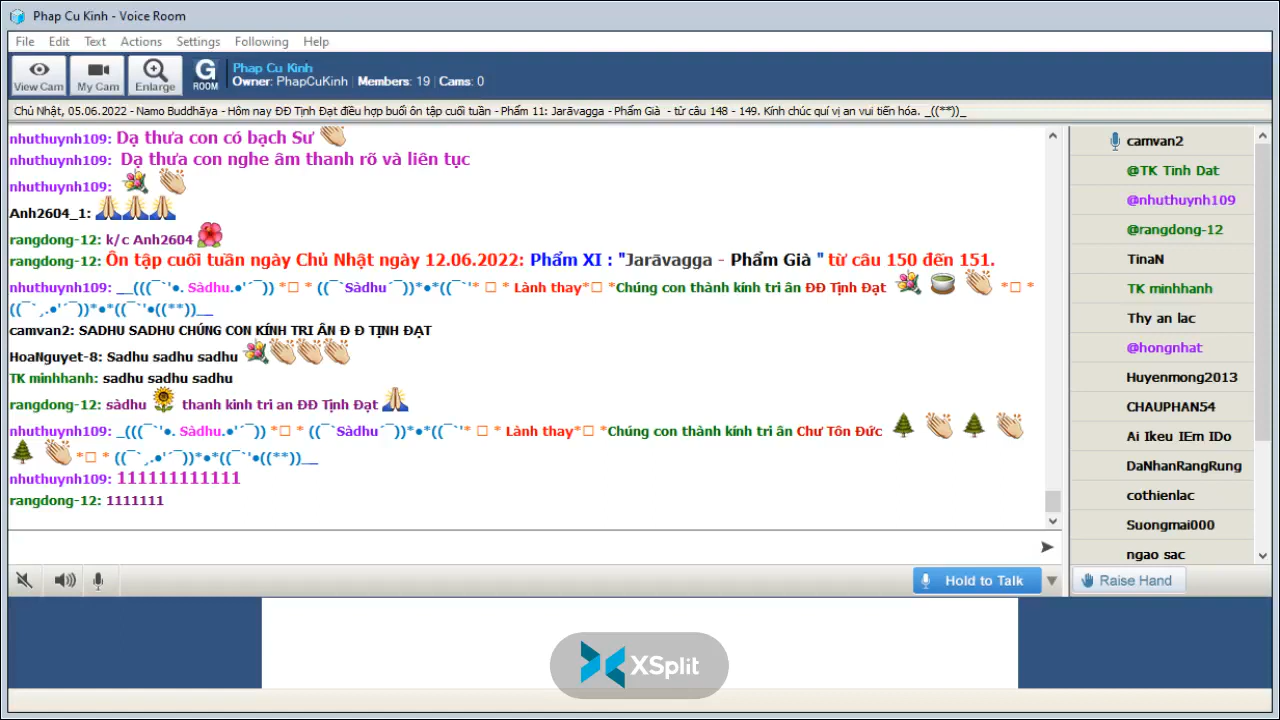 Phap Cu Kinh - Voice Room
File Edit Text Actions Settings Following Help
View Cam My Cam Enlarge G ROOM
Phap Cu Kinh
Owner: PhapCuKinh | Members: 19 | Cams: 0
Chủ Nhật, 05.06.2022 - Namo Buddhāya - Hôm nay ĐĐ Tịnh Đạt điều hợp buổi ôn tập cuối tuần - Phẩm 11: Jarāvagga - Phẩm Già - từ câu 148 - 149. Kính chúc quí vị an vui tiến hóa. _((**))_
nhuthuynh109: Dạ thưa con có bạch Sư 👏
nhuthuynh109: Dạ thưa con nghe âm thanh rõ và liên tục
nhuthuynh109: 💐 👏
Anh2604_1: 🙏🙏🙏
rangdong-12: k/c Anh2604 🌺
rangdong-12: Ôn tập cuối tuần ngày Chủ Nhật ngày 12.06.2022: Phẩm XI : "Jarāvagga - Phẩm Già " từ câu 150 đến 151.
nhuthuynh109: __(((¯`'•. Sàdhu.•'´¯)) *□ * ((¯`Sàdhu´¯))*•*((¯`'* □ * Lành thay*□ *Chúng con thành kính tri ân ĐĐ Tịnh Đạt 💐 🍵 👏 *□ *
((¯`¸.•'´¯))*•*((¯`'•((**))__
camvan2: SADHU SADHU CHÚNG CON KÍNH TRI ÂN Đ Đ TỊNH ĐẠT
HoaNguyet-8: Sadhu sadhu sadhu 💐👏👏👏
TK minhhanh: sadhu sadhu sadhu
rangdong-12: sàdhu 🌻 thanh kinh tri an ĐĐ Tịnh Đạt 🙏
nhuthuynh109: _(((¯`'•. Sàdhu.•'´¯)) *□ * ((¯`Sàdhu´¯))*•*((¯`'* □ * Lành thay*□ *Chúng con thành kính tri ân Chư Tôn Đức 🌲 👏 🌲 👏
🌲 👏 *□ * ((¯`¸.•'´¯))*•*((¯`'•((**))__
nhuthuynh109: 111111111111
rangdong-12: 1111111
camvan2
@TK Tinh Dat
@nhuthuynh109
@rangdong-12
TinaN
TK minhhanh
Thy an lac
@hongnhat
Huyenmong2013
CHAUPHAN54
Ai Ikeu IEm IDo
DaNhanRangRung
cothienlac
Suongmai000
ngao sac
Hold to Talk
Raise Hand
XSplit